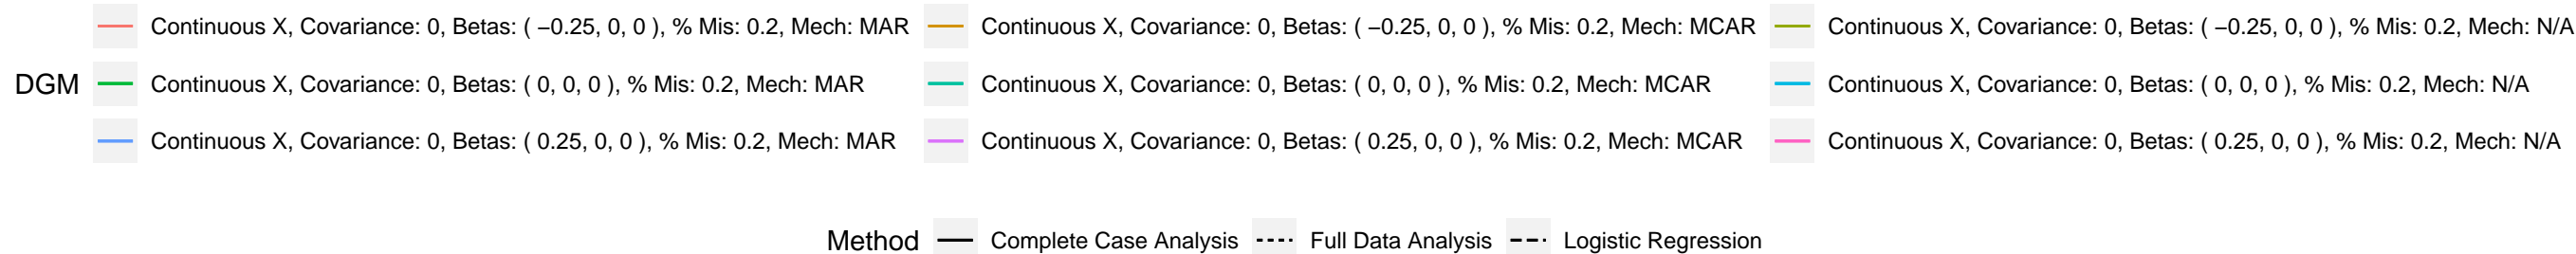 Continuous X, Covariance: 0, Betas: ( −0.25, 0, 0 ), % Mis: 0.2, Mech: MAR Continuous X, Covariance: 0, Betas: ( −0.25, 0, 0 ), % Mis: 0.2, Mech: MCAR Continuous X, Covariance: 0, Betas: ( −0.25, 0, 0 ), % Mis: 0.2, Mech: N/A
DGM Continuous X, Covariance: 0, Betas: ( 0, 0, 0 ), % Mis: 0.2, Mech: MAR Continuous X, Covariance: 0, Betas: ( 0, 0, 0 ), % Mis: 0.2, Mech: MCAR Continuous X, Covariance: 0, Betas: ( 0, 0, 0 ), % Mis: 0.2, Mech: N/A
Continuous X, Covariance: 0, Betas: ( 0.25, 0, 0 ), % Mis: 0.2, Mech: MAR Continuous X, Covariance: 0, Betas: ( 0.25, 0, 0 ), % Mis: 0.2, Mech: MCAR Continuous X, Covariance: 0, Betas: ( 0.25, 0, 0 ), % Mis: 0.2, Mech: N/A
Method Complete Case Analysis Full Data Analysis Logistic Regression